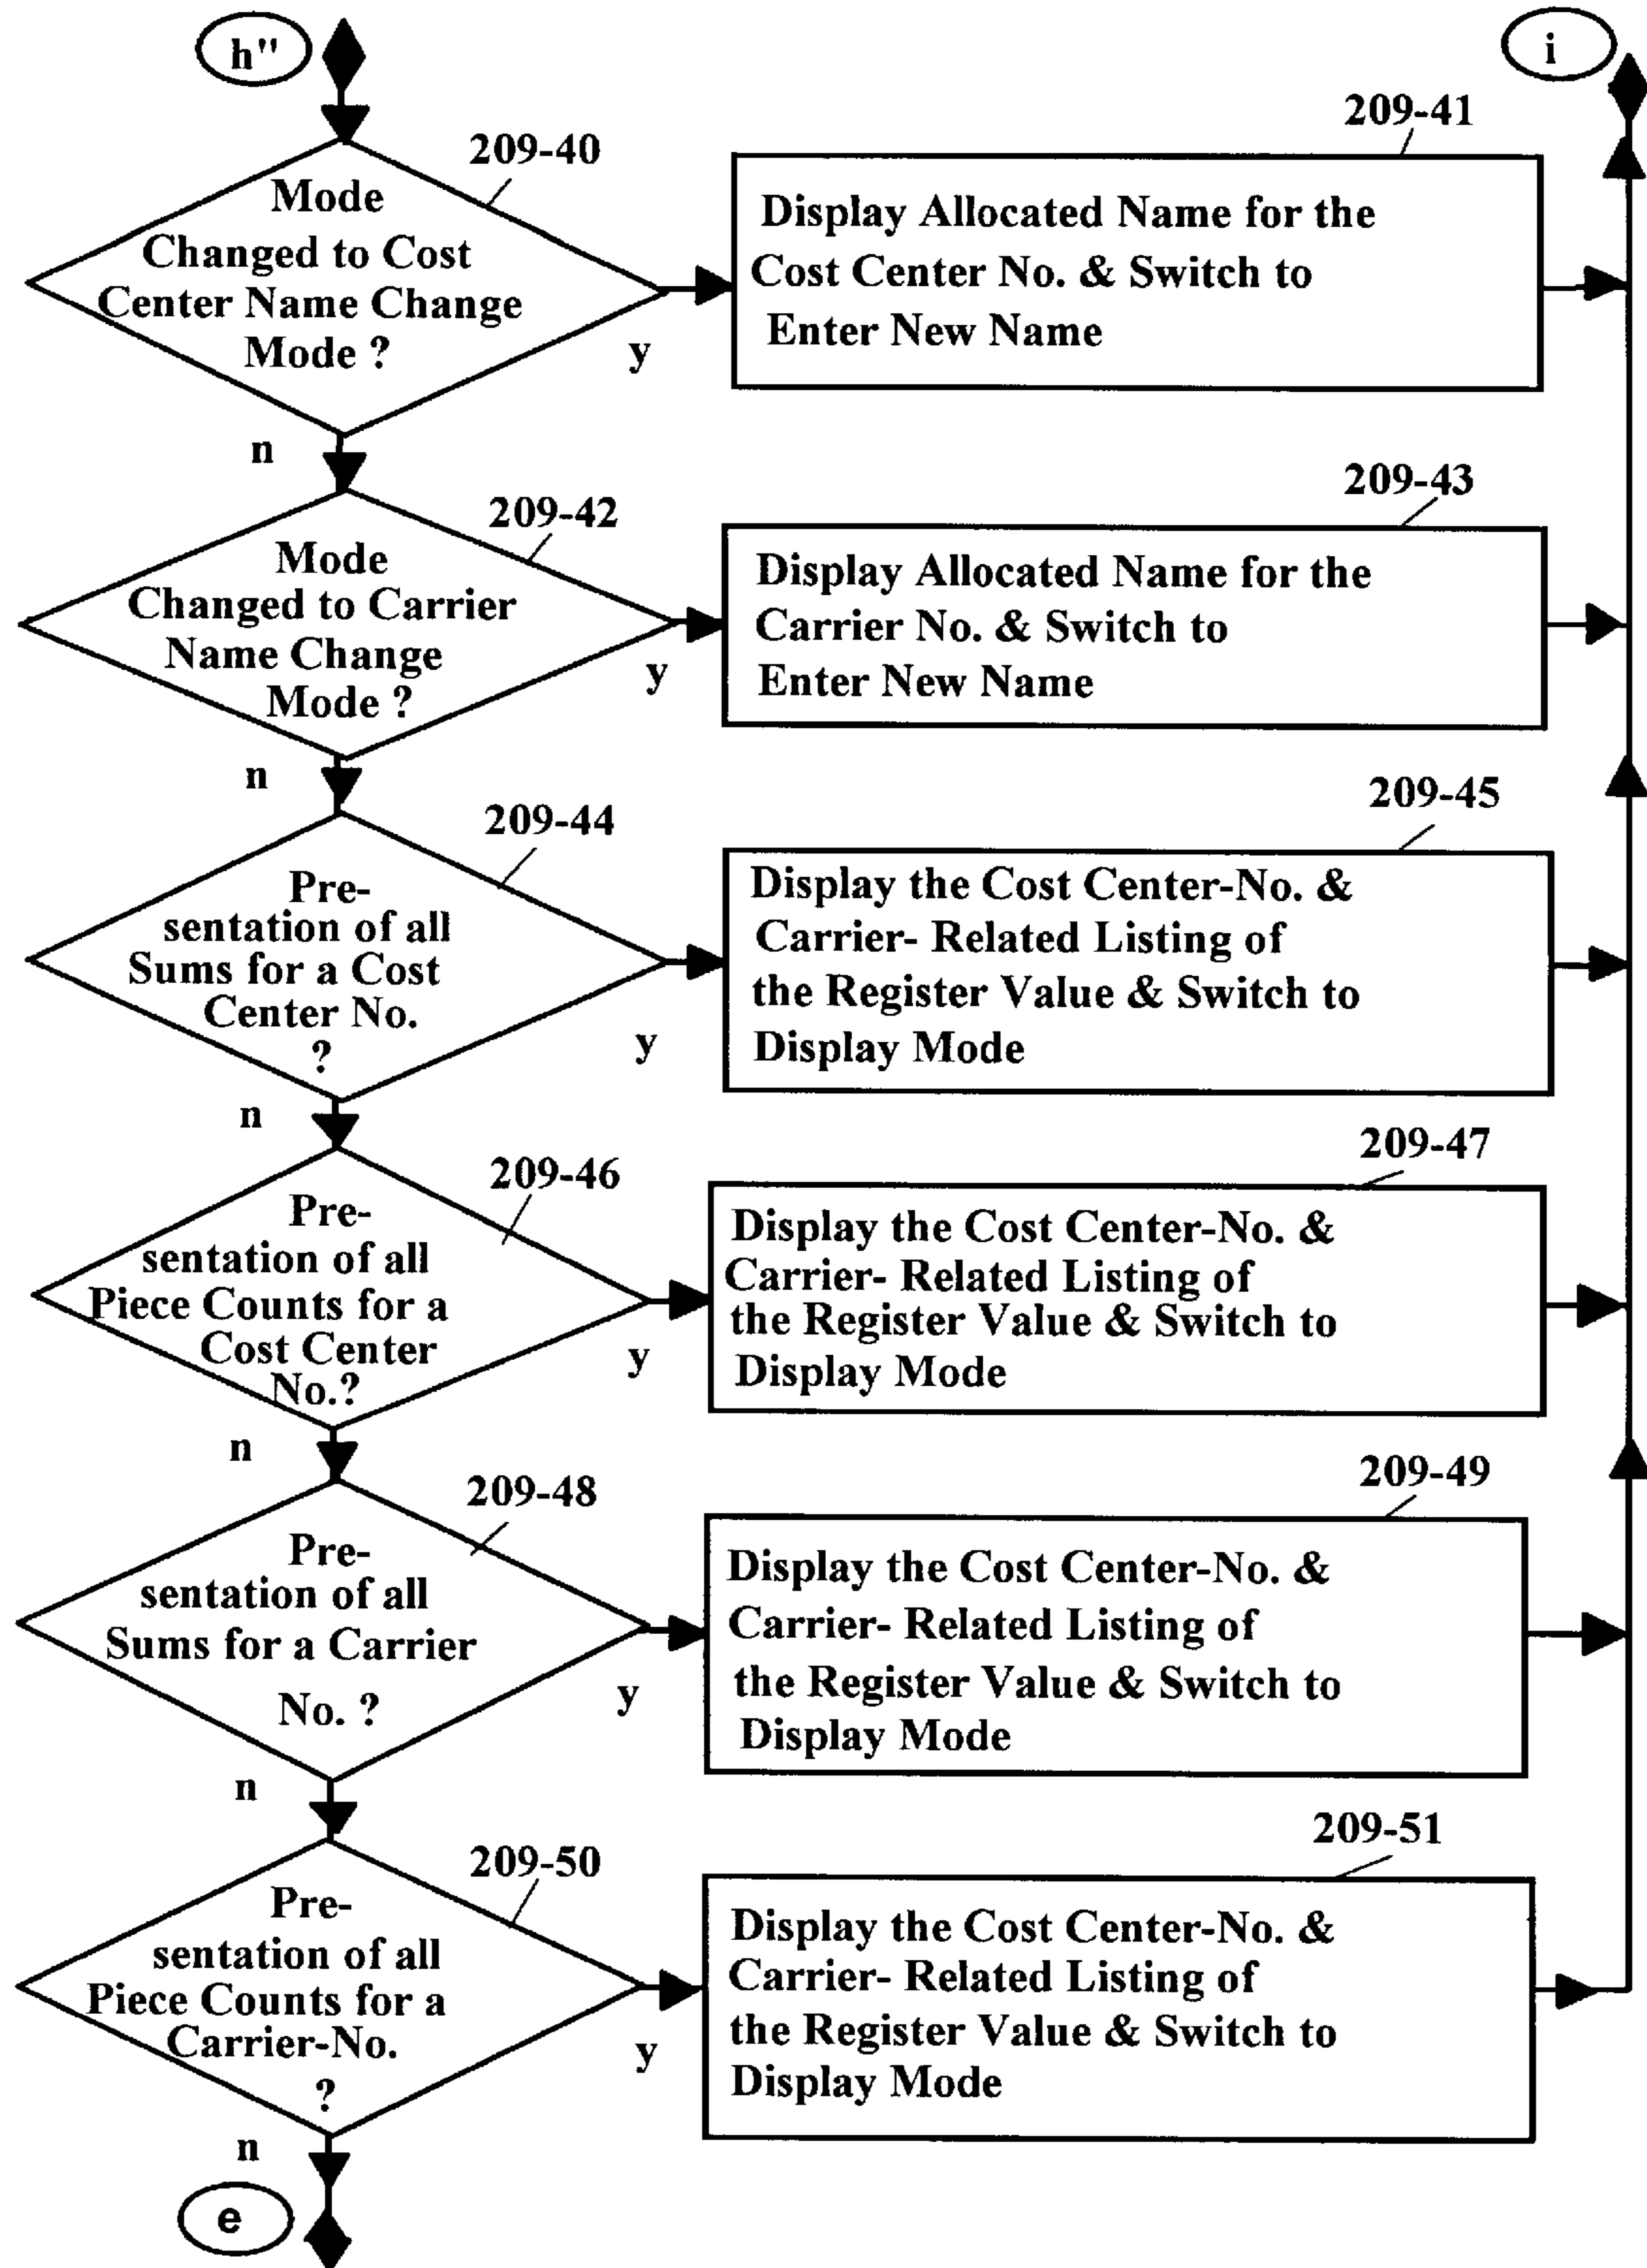 h"
i
209-40
209-41
Mode
Changed to Cost
Center Name Change
Mode ?
y
n
Display Allocated Name for the
Cost Center No. & Switch to
Enter New Name
209-42
209-43
Mode
Changed to Carrier
Name Change
Mode ?
y
n
Display Allocated Name for the
Carrier No. & Switch to
Enter New Name
209-44
209-45
Pre-
sentation of all
Sums for a Cost
Center No.
?
y
n
Display the Cost Center-No. &
Carrier- Related Listing of
the Register Value & Switch to
Display Mode
209-46
209-47
Pre-
sentation of all
Piece Counts for a
Cost Center
No.?
y
n
Display the Cost Center-No. &
Carrier- Related Listing of
the Register Value & Switch to
Display Mode
209-48
209-49
Pre-
sentation of all
Sums for a Carrier
No. ?
y
n
Display the Cost Center-No. &
Carrier- Related Listing of
the Register Value & Switch to
Display Mode
209-50
209-51
Pre-
sentation of all
Piece Counts for a
Carrier-No.
?
y
n
Display the Cost Center-No. &
Carrier- Related Listing of
the Register Value & Switch to
Display Mode
e